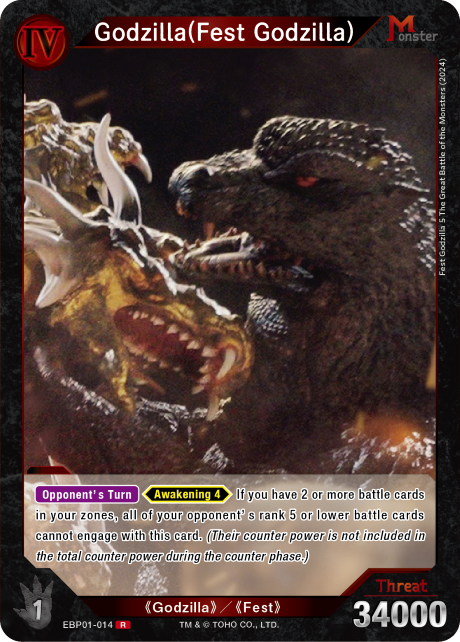 IV
Godzilla(Fest Godzilla)
Monster
Fest Godzilla 5 The Great Battle of the Monsters (2024)
Opponent's Turn Awakening 4 If you have 2 or more battle cards
in your zones, all of your opponent's rank 5 or lower battle cards
cannot engage with this card. (Their counter power is not included in
the total counter power during the counter phase.)
Threat
1
《Godzilla》／《Fest》
34000
EBP01-014 R
TM & © TOHO CO., LTD.